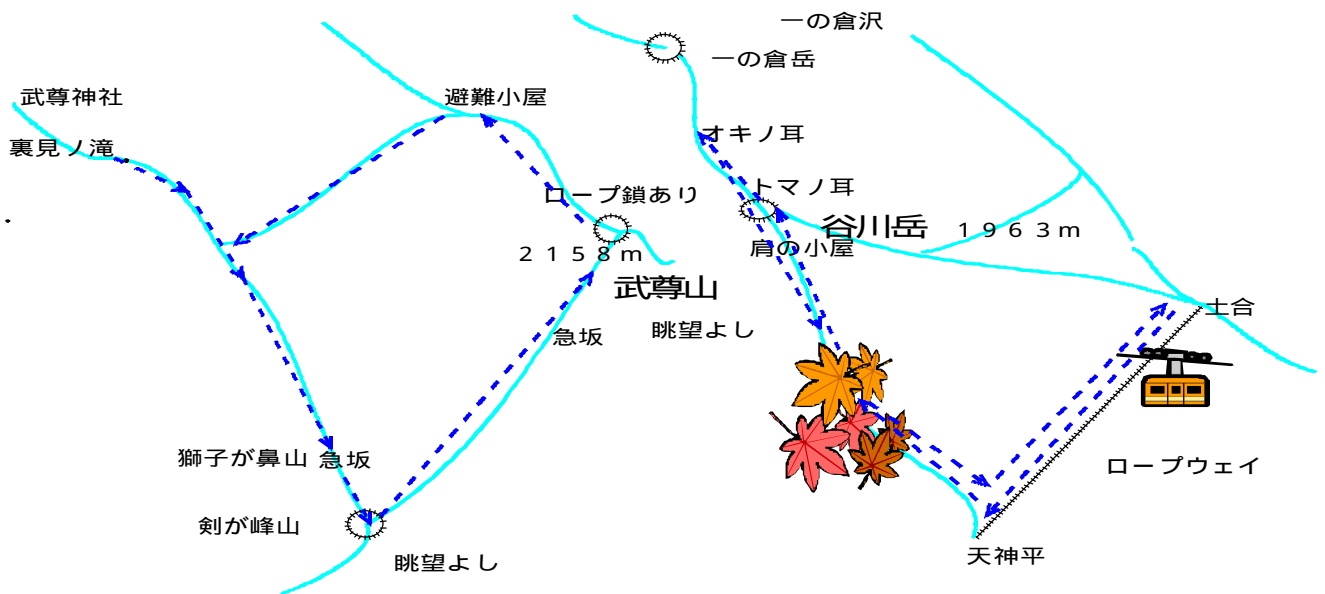 一の倉沢
一の倉岳
武尊神社
避難小屋
裏見ノ滝
オキノ耳
トマノ耳
ロープ鎖あり
谷川岳 １９６３ｍ
肩の小屋
２１５８ｍ
武尊山
眺望よし
急坂
土合
獅子が鼻山 急坂
ロープウェイ
剣が峰山
眺望よし
天神平